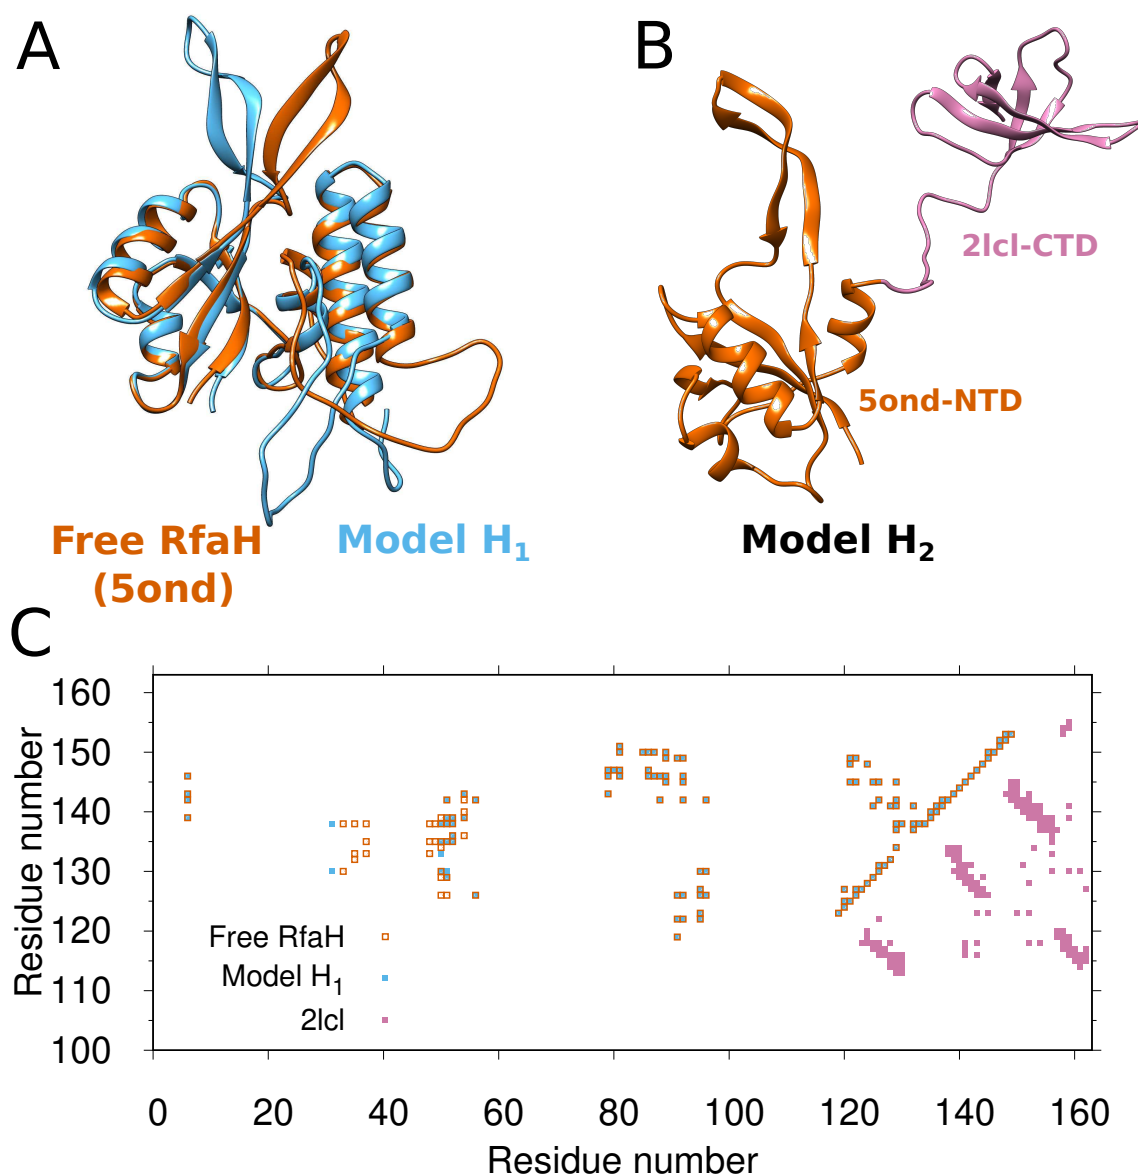 A
B
2lcl-CTD
5ond-NTD
Free RfaH
(5ond)
Model H₁
Model H₂
C
Residue number
160
150
140
130
120
110
100
Free RfaH
Model H₁
2lcl
0 20 40 60 80 100 120 140 160
Residue number